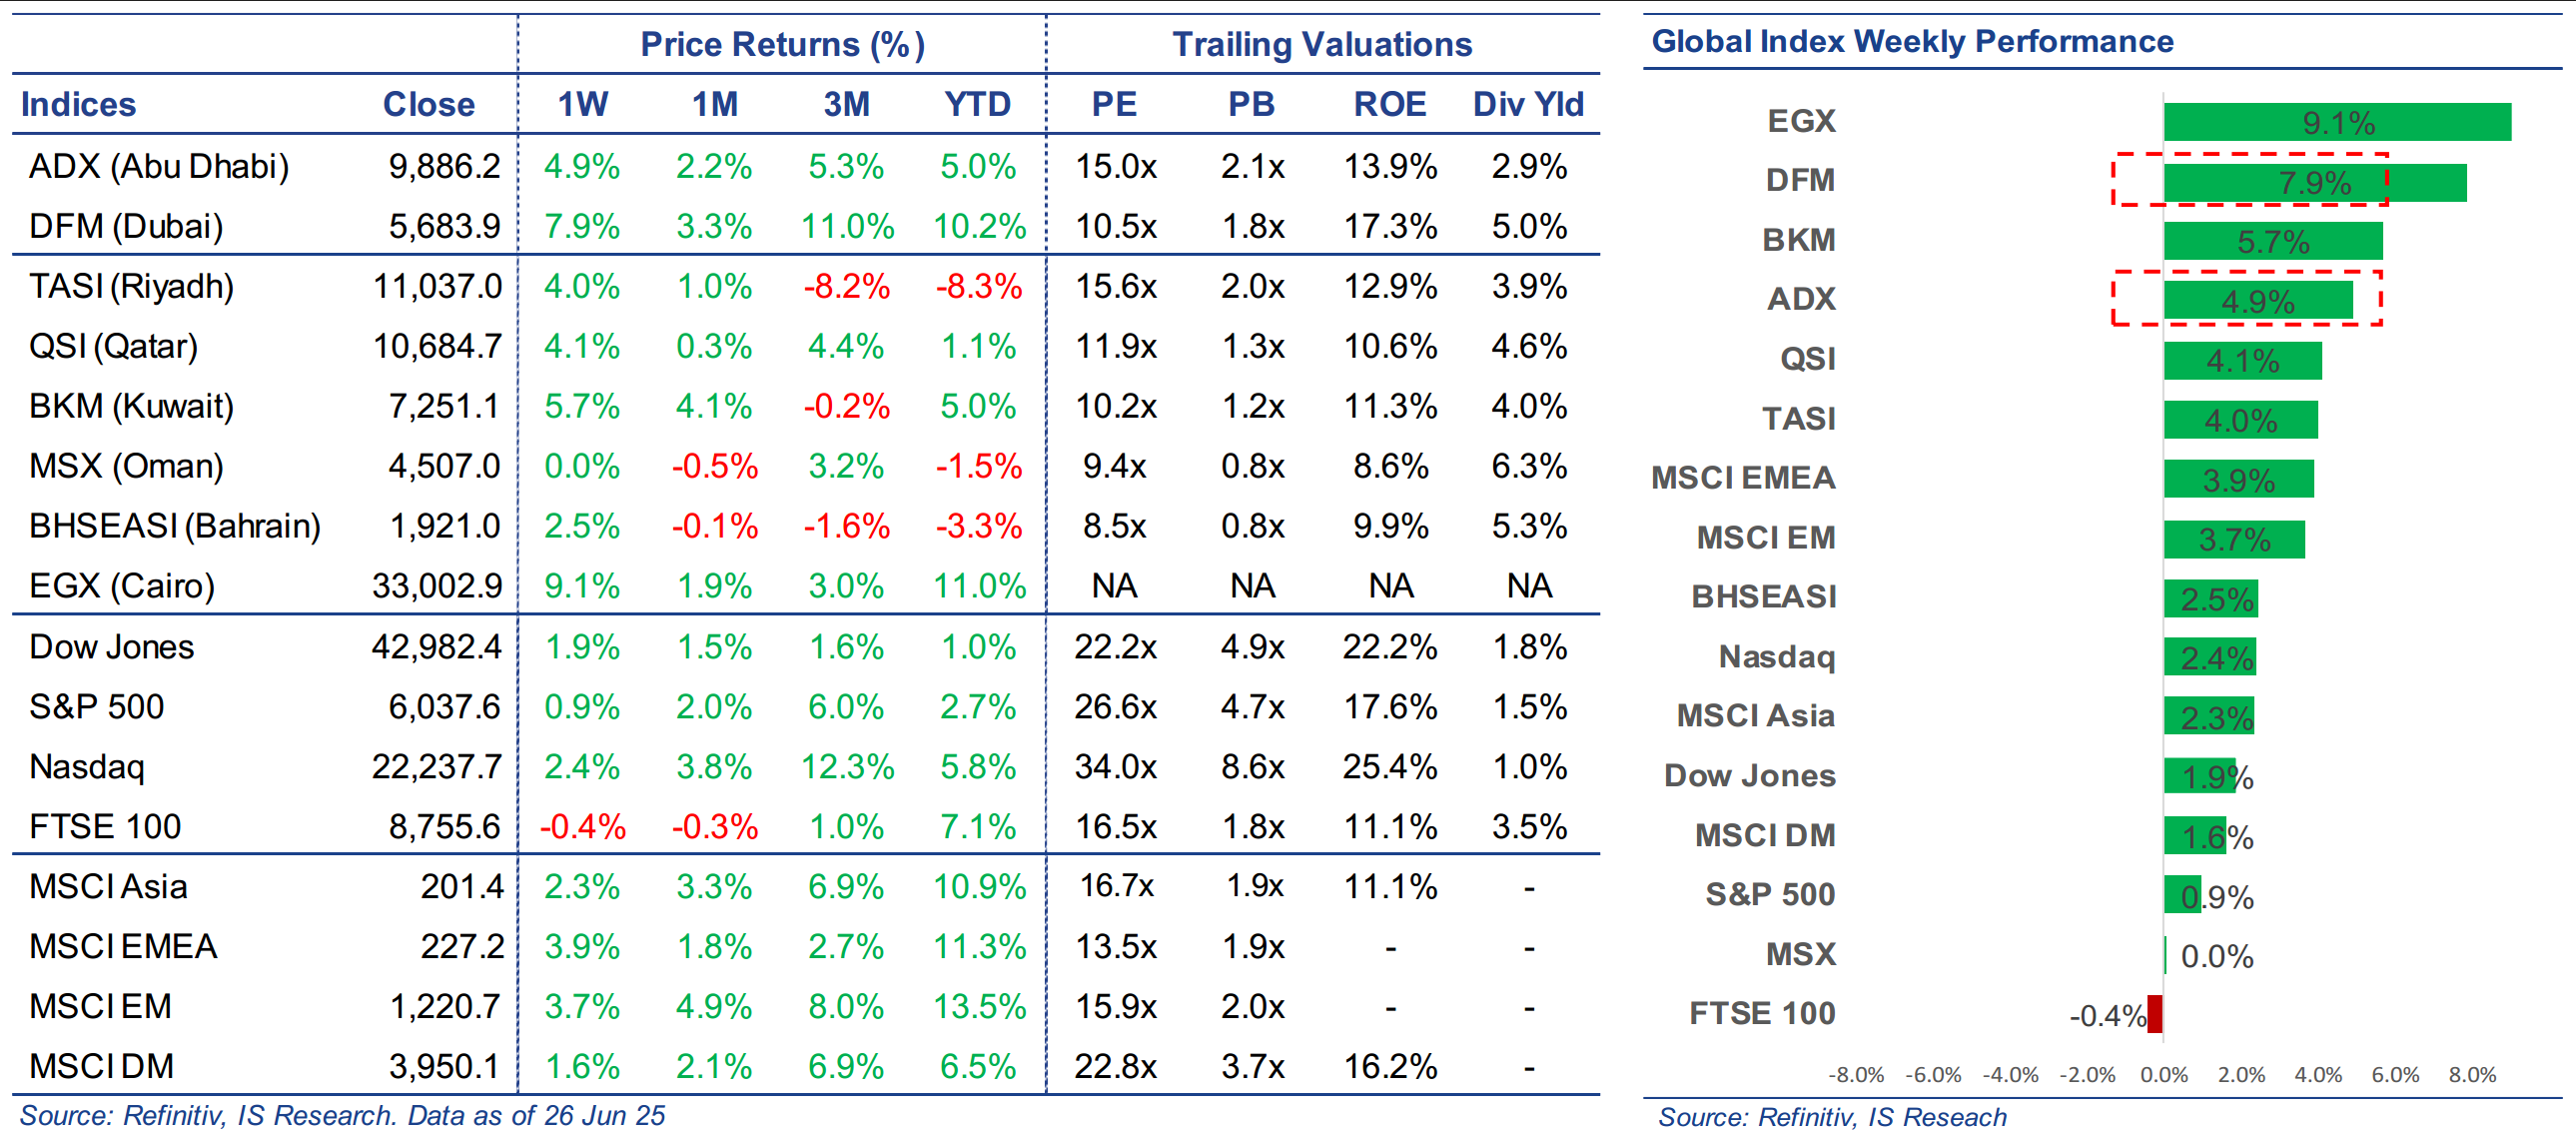 Price Returns (%) Trailing Valuations
Indices Close 1W 1M 3M YTD PE PB ROE Div Yld
ADX (Abu Dhabi) 9,886.2 4.9% 2.2% 5.3% 5.0% 15.0x 2.1x 13.9% 2.9%
DFM (Dubai) 5,683.9 7.9% 3.3% 11.0% 10.2% 10.5x 1.8x 17.3% 5.0%
TASI (Riyadh) 11,037.0 4.0% 1.0% -8.2% -8.3% 15.6x 2.0x 12.9% 3.9%
QSI (Qatar) 10,684.7 4.1% 0.3% 4.4% 1.1% 11.9x 1.3x 10.6% 4.6%
BKM (Kuwait) 7,251.1 5.7% 4.1% -0.2% 5.0% 10.2x 1.2x 11.3% 4.0%
MSX (Oman) 4,507.0 0.0% -0.5% 3.2% -1.5% 9.4x 0.8x 8.6% 6.3%
BHSEASI (Bahrain) 1,921.0 2.5% -0.1% -1.6% -3.3% 8.5x 0.8x 9.9% 5.3%
EGX (Cairo) 33,002.9 9.1% 1.9% 3.0% 11.0% NA NA NA NA
Dow Jones 42,982.4 1.9% 1.5% 1.6% 1.0% 22.2x 4.9x 22.2% 1.8%
S&P 500 6,037.6 0.9% 2.0% 6.0% 2.7% 26.6x 4.7x 17.6% 1.5%
Nasdaq 22,237.7 2.4% 3.8% 12.3% 5.8% 34.0x 8.6x 25.4% 1.0%
FTSE 100 8,755.6 -0.4% -0.3% 1.0% 7.1% 16.5x 1.8x 11.1% 3.5%
MSCI Asia 201.4 2.3% 3.3% 6.9% 10.9% 16.7x 1.9x 11.1% -
MSCI EMEA 227.2 3.9% 1.8% 2.7% 11.3% 13.5x 1.9x - -
MSCI EM 1,220.7 3.7% 4.9% 8.0% 13.5% 15.9x 2.0x - -
MSCI DM 3,950.1 1.6% 2.1% 6.9% 6.5% 22.8x 3.7x 16.2% -
Source: Refinitiv, IS Research. Data as of 26 Jun 25
Global Index Weekly Performance
EGX 9.1%
DFM 7.9%
BKM 5.7%
ADX 4.9%
QSI 4.1%
TASI 4.0%
MSCI EMEA 3.9%
MSCI EM 3.7%
BHSEASI 2.5%
Nasdaq 2.4%
MSCI Asia 2.3%
Dow Jones 1.9%
MSCI DM 1.6%
S&P 500 0.9%
MSX 0.0%
FTSE 100 -0.4%
-8.0% -6.0% -4.0% -2.0% 0.0% 2.0% 4.0% 6.0% 8.0%
Source: Refinitiv, IS Reseach